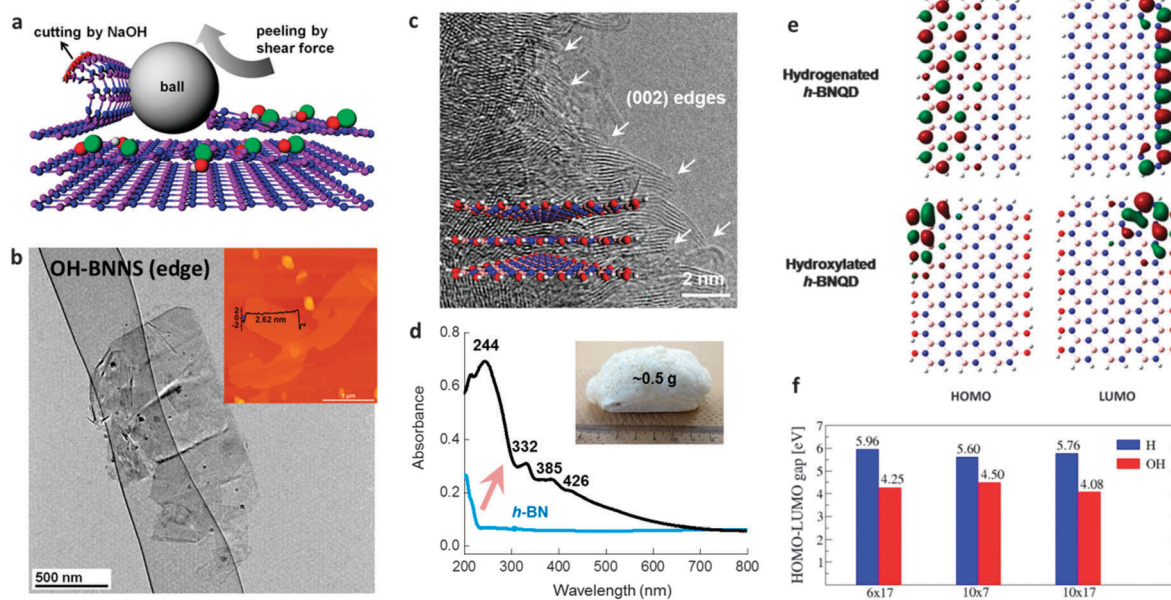 a
cutting by NaOH
peeling by
shear force
ball
b
OH-BNNS (edge)
2.62 nm
1 μm
500 nm
c
(002) edges
2 nm
d
0.8
0.6
0.4
0.2
0.0
Absorbance
244
332
385
426
~0.5 g
h-BN
200 300 400 500 600 700 800
Wavelength (nm)
e
Hydrogenated
h-BNQD
Hydroxylated
h-BNQD
HOMO LUMO
f
HOMO-LUMO gap [eV]
7
6
5
4
3
2
1
5.96
4.25
5.60
4.50
5.76
4.08
H
OH
6x17 10x7 10x17